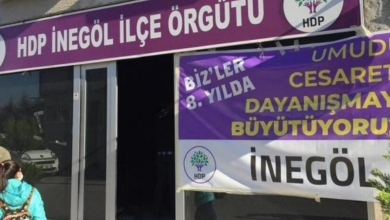 HDP İNEGÖL İLÇE ÖRGÜTÜ
HDP
BİZ'LER
8. YILDA
UMUD
CESARET
DAYANIŞMAY
BÜYÜTÜYORU
İNEGÖL
HDP